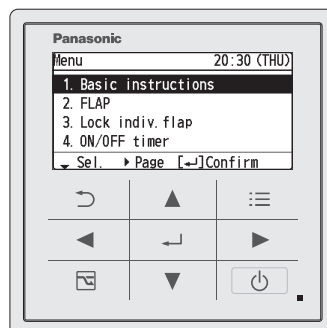 Panasonic
Menu 20:30 (THU)
1. Basic instructions
2. FLAP
3. Lock indiv. flap
4. ON/OFF timer
Sel. Page [↵]Confirm